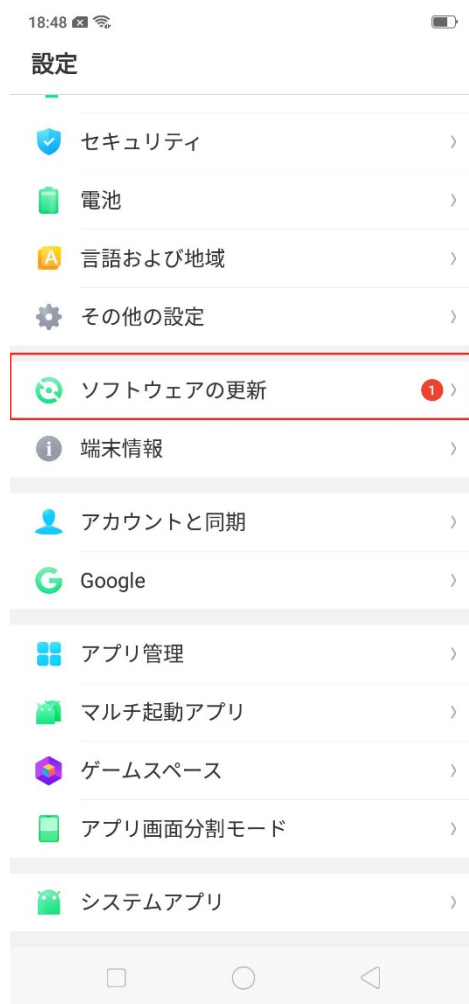 18:48
設定
セキュリティ
電池
言語および地域
その他の設定
ソフトウェアの更新 1
端末情報
アカウントと同期
Google
アプリ管理
マルチ起動アプリ
ゲームスペース
アプリ画面分割モード
システムアプリ